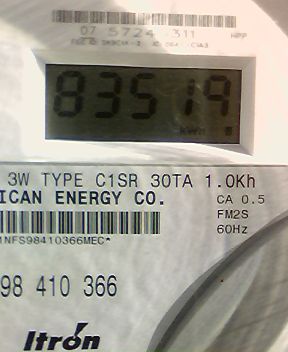 07 5724 311
83519
kWH
3W TYPE C1SR 30TA 1.0Kh
ICAN ENERGY CO.
CA 0.5
FM2S
60Hz
1NFS98410366MEC*
98 410 366
Itron